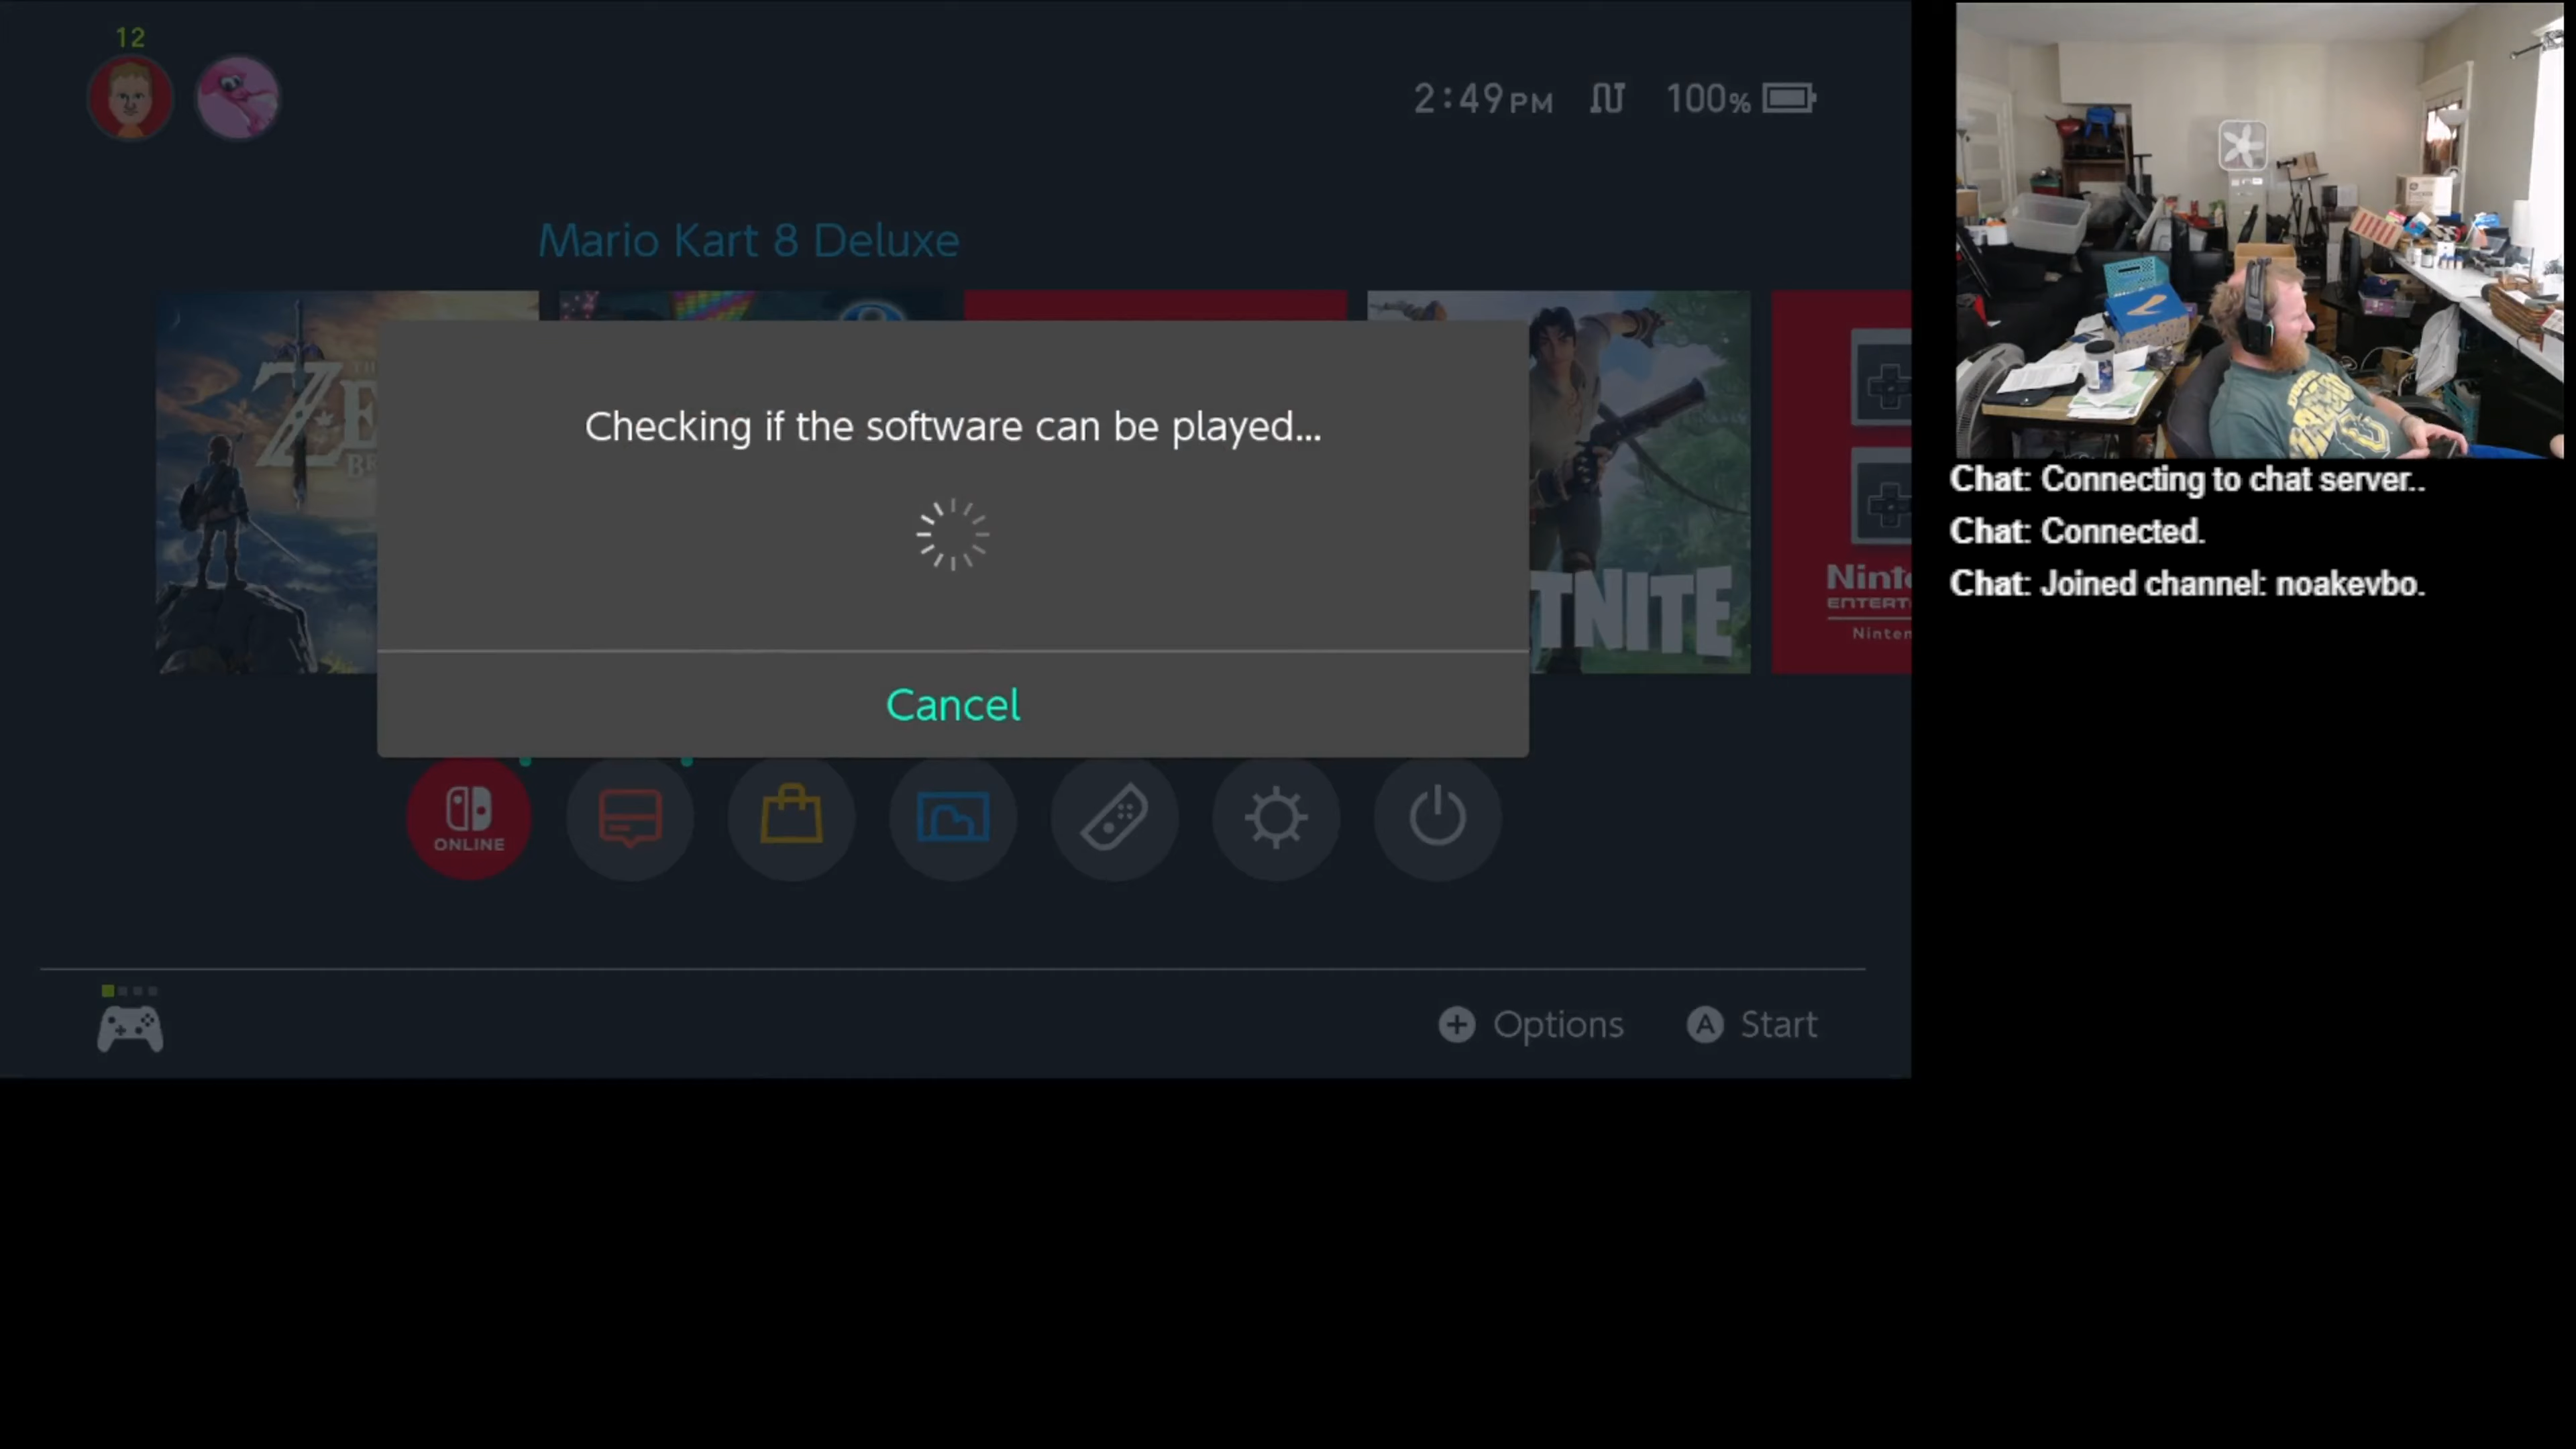 12
2:49 PM
100%
Mario Kart 8 Deluxe
Checking if the software can be played...
TNITE
Cancel
ONLINE
Options
A Start
Chat: Connecting to chat server..
Chat: Connected.
Chat: Joined channel: noakevbo.